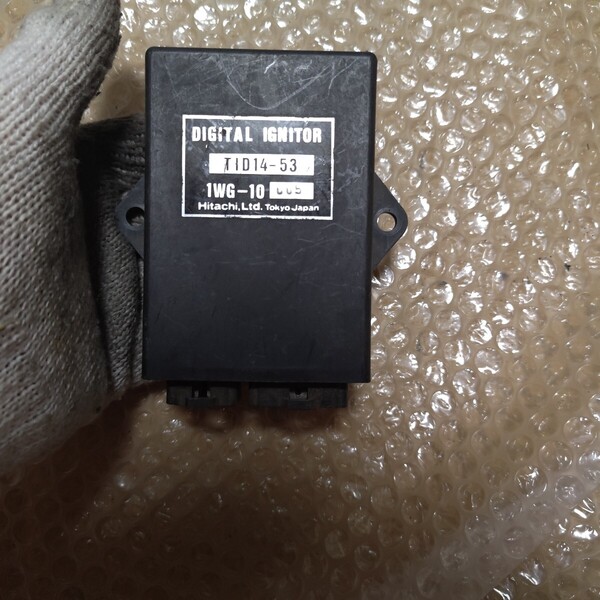 DIGITAL IGNITOR
TID14-53
1WG-10
Hitachi, Ltd. Tokyo Japan